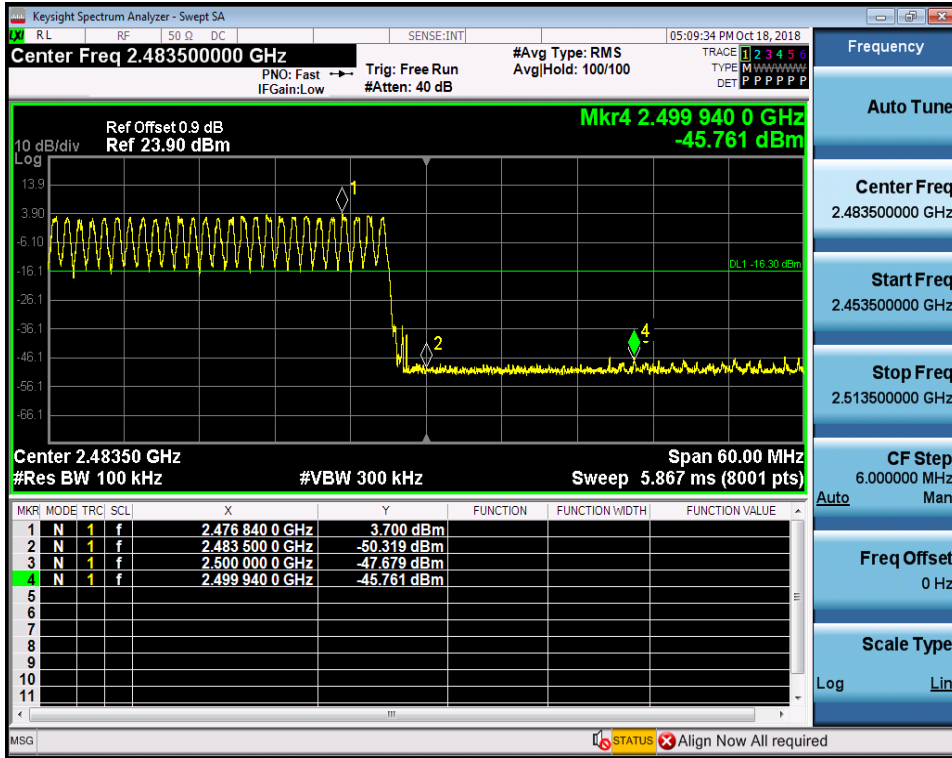 Keysight Spectrum Analyzer - Swept SA
LXI RL RF 50 Ω DC SENSE:INT 05:09:34 PM Oct 18, 2018
Center Freq 2.483500000 GHz
PNO: Fast
IFGain:Low
Trig: Free Run
#Atten: 40 dB
#Avg Type: RMS
Avg|Hold: 100/100
TRACE 1 2 3 4 5 6
TYPE M W W W W W
DET P P P P P P
Mkr4 2.499 940 0 GHz
-45.761 dBm
Ref Offset 0.9 dB
10 dB/div Ref 23.90 dBm
Log
13.9
3.90
-6.10
-16.1
-26.1
-36.1
-46.1
-56.1
-66.1
1
2
4
DL1 -16.30 dBm
Center 2.48350 GHz Span 60.00 MHz
#Res BW 100 kHz #VBW 300 kHz Sweep 5.867 ms (8001 pts)
MKR MODE TRC SCL X Y FUNCTION FUNCTION WIDTH FUNCTION VALUE
1 N 1 f 2.476 840 0 GHz 3.700 dBm
2 N 1 f 2.483 500 0 GHz -50.319 dBm
3 N 1 f 2.500 000 0 GHz -47.679 dBm
4 N 1 f 2.499 940 0 GHz -45.761 dBm
5
6
7
8
9
10
11
MSG STATUS Align Now All required
Frequency
Auto Tune
Center Freq
2.483500000 GHz
Start Freq
2.453500000 GHz
Stop Freq
2.513500000 GHz
CF Step
6.000000 MHz
Auto Man
Freq Offset
0 Hz
Scale Type
Log Lin